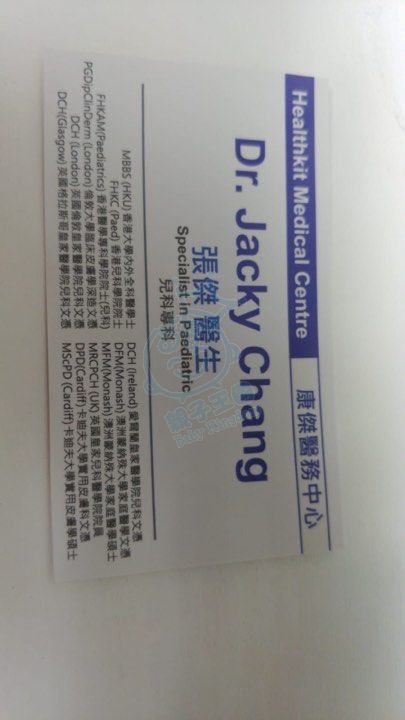 Healthkit Medical Centre 康傑醫務中心
Dr. Jacky Chang
張傑 醫生
Specialist in Paediatric
兒科專科
MBBS (HKU) 香港大學內外全科醫學士
FHKC (Paed) 香港兒科學院院士
FHKAM(Paediatrics) 香港醫學專科學院院士(兒科)
PGDipClinDerm (London) 倫敦大學臨床皮膚學深造文憑
DCH (London) 英國倫敦皇家醫學院兒科文憑
DCH(Glasgow) 英國格拉斯哥皇家醫學院兒科文憑
DCH (Ireland) 愛爾蘭皇家醫學院兒科文憑
DFM(Monash) 澳洲蒙納殊大學家庭醫學文憑
MFM(Monash) 澳洲蒙納殊大學家庭醫學碩士
MRCPCH (UK) 英國皇家兒科醫學院院員
DPD(Cardiff) 卡廸夫大學實用皮膚科文憑
MScPD (Cardiff) 卡廸夫大學實用皮膚學碩士